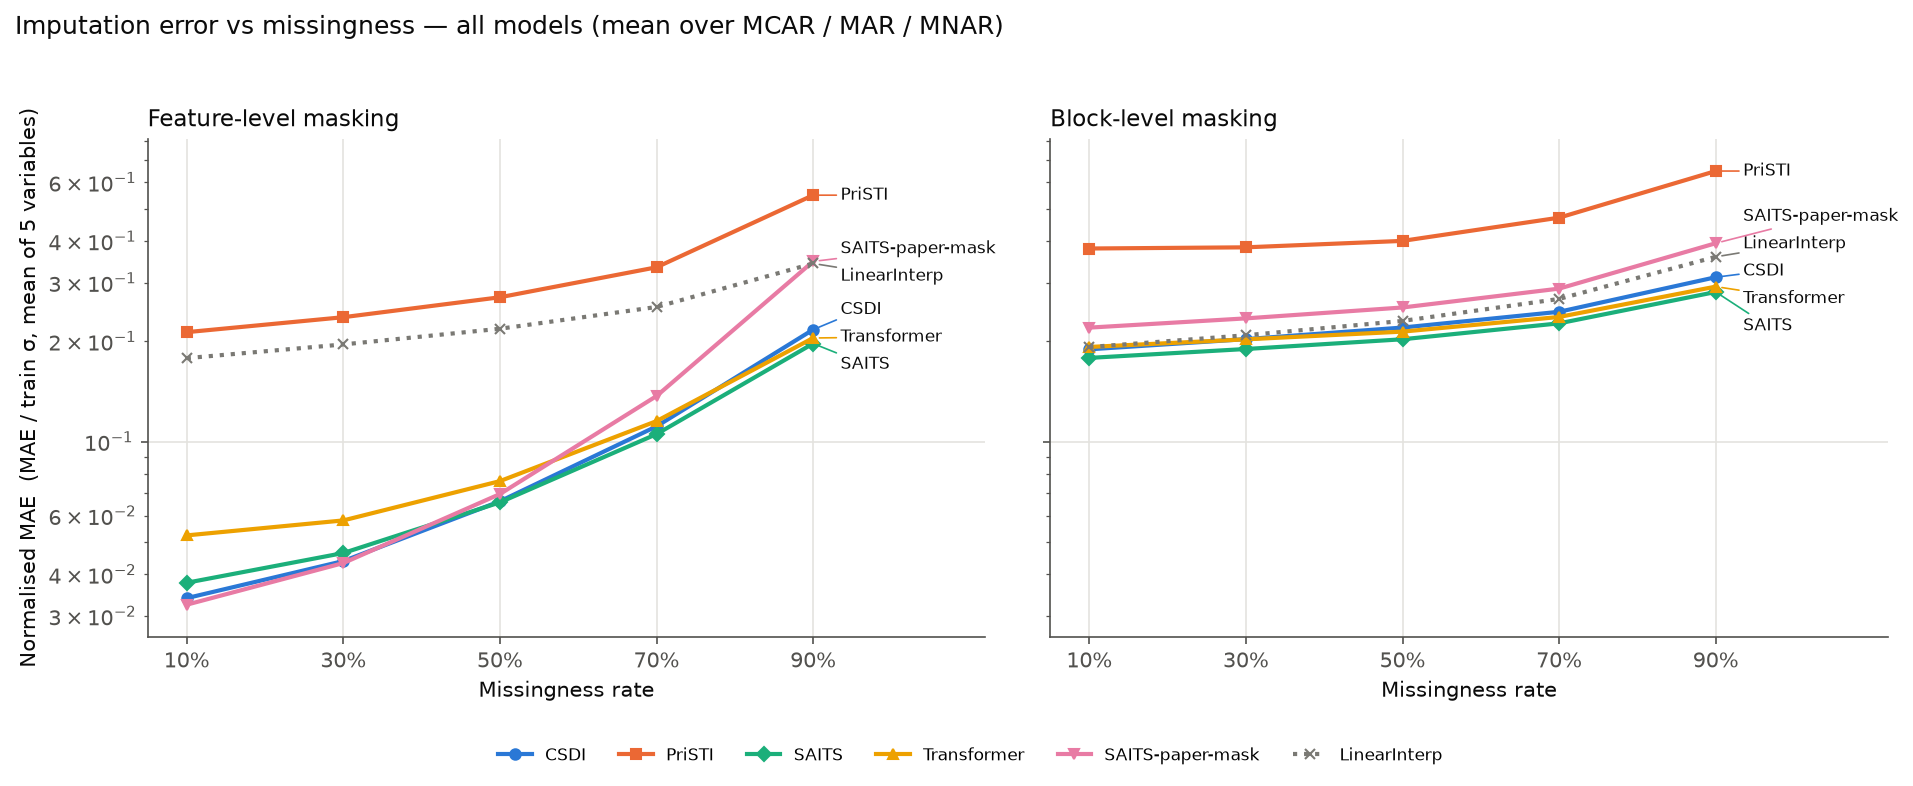 Imputation error vs missingness — all models (mean over MCAR / MAR / MNAR)
Feature-level masking
Normalised MAE (MAE / train σ, mean of 5 variables)
6 × 10⁻¹
4 × 10⁻¹
3 × 10⁻¹
2 × 10⁻¹
10⁻¹
6 × 10⁻²
4 × 10⁻²
3 × 10⁻²
PriSTI
SAITS-paper-mask
LinearInterp
CSDI
Transformer
SAITS
10% 30% 50% 70% 90%
Missingness rate
Block-level masking
PriSTI
SAITS-paper-mask
LinearInterp
CSDI
Transformer
SAITS
10% 30% 50% 70% 90%
Missingness rate
CSDI PriSTI SAITS Transformer SAITS-paper-mask LinearInterp